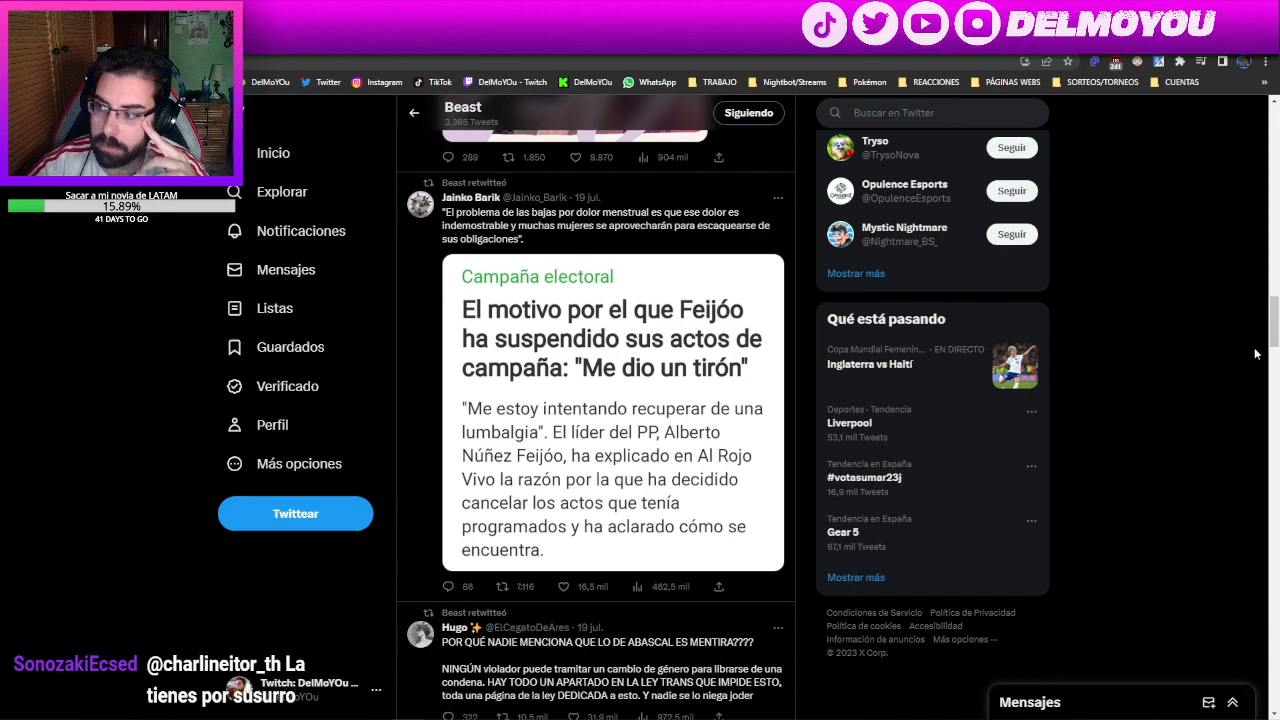 DELMOYOU
DelMoYOu
Twitter
Instagram
TikTok
DelMoYOu - Twitch
DelMoYOu
WhatsApp
TRABAJO
Nightbot/Streams
Pokémon
REACCIONES
PÁGINAS WEBS
SORTEOS/TORNEOS
CUENTAS
Sacar a mi novia de LATAM
15.89%
41 DAYS TO GO
Inicio
Explorar
Notificaciones
Mensajes
Listas
Guardados
Verificado
Perfil
Más opciones
Twittear
Twitch: DelMoYOu ...
SonozakiEcsed @charlineitor_th La
tienes por susurro
Beast
3.365 Tweets
Siguiendo
289 1.850 8.870 904 mil
Beast retwitteó
Jainko Barik @Jainko_Barik · 19 jul.
"El problema de las bajas por dolor menstrual es que ese dolor es
indemostrable y muchas mujeres se aprovecharán para escaquearse de
sus obligaciones".
Campaña electoral
El motivo por el que Feijóo
ha suspendido sus actos de
campaña: "Me dio un tirón"
"Me estoy intentando recuperar de una
lumbalgia". El líder del PP, Alberto
Núñez Feijóo, ha explicado en Al Rojo
Vivo la razón por la que ha decidido
cancelar los actos que tenía
programados y ha aclarado cómo se
encuentra.
86 7.116 16,5 mil 462,5 mil
Beast retwitteó
Hugo @ElCegatoDeAres · 19 jul.
POR QUÉ NADIE MENCIONA QUE LO DE ABASCAL ES MENTIRA????
NINGÚN violador puede tramitar un cambio de género para librarse de una
condena. HAY TODO UN APARTADO EN LA LEY TRANS QUE IMPIDE ESTO,
toda una página de la ley DEDICADA a esto. Y nadie se lo niega joder
322 10,5 mil 31,9 mil 972,5 mil
Buscar en Twitter
Tryso
@TrysoNova
Seguir
Opulence Esports
@OpulenceEsports
Seguir
Mystic Nightmare
@Nightmare_BS_
Seguir
Mostrar más
Qué está pasando
Copa Mundial Femenin... · EN DIRECTO
Inglaterra vs Haití
Deportes · Tendencia
Liverpool
53,1 mil Tweets
Tendencia en España
#votasumar23j
16,9 mil Tweets
Tendencia en España
Gear 5
67,1 mil Tweets
Mostrar más
Condiciones de Servicio Política de Privacidad
Política de cookies Accesibilidad
Información de anuncios Más opciones ...
© 2023 X Corp.
Mensajes